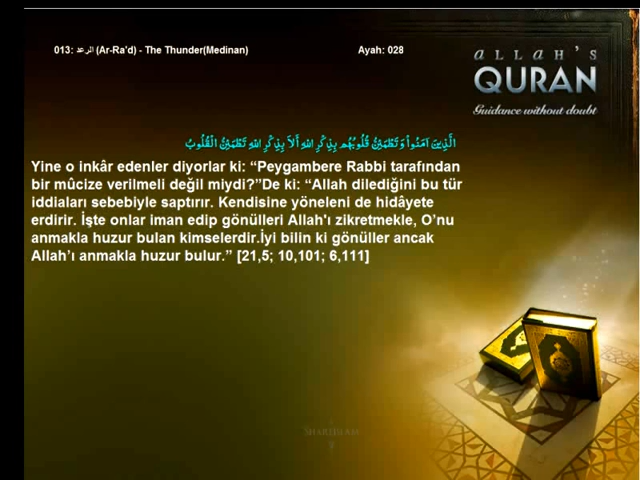 013: الرعد (Ar-Ra'd) - The Thunder(Medinan) Ayah: 028
ALLAH'S
QURAN
Guidance without doubt
الَّذِينَ آمَنُواْ وَتَطْمَئِنُّ قُلُوبُهُم بِذِكْرِ اللّهِ أَلاَ بِذِكْرِ اللّهِ تَطْمَئِنُّ الْقُلُوبُ
Yine o inkâr edenler diyorlar ki: “Peygambere Rabbi tarafından
bir mûcize verilmeli değil miydi?”De ki: “Allah dilediğini bu tür
iddiaları sebebiyle saptırır. Kendisine yöneleni de hidâyete
erdirir. İşte onlar iman edip gönülleri Allah'ı zikretmekle, O’nu
anmakla huzur bulan kimselerdir.İyi bilin ki gönüller ancak
Allah’ı anmakla huzur bulur.” [21,5; 10,101; 6,111]